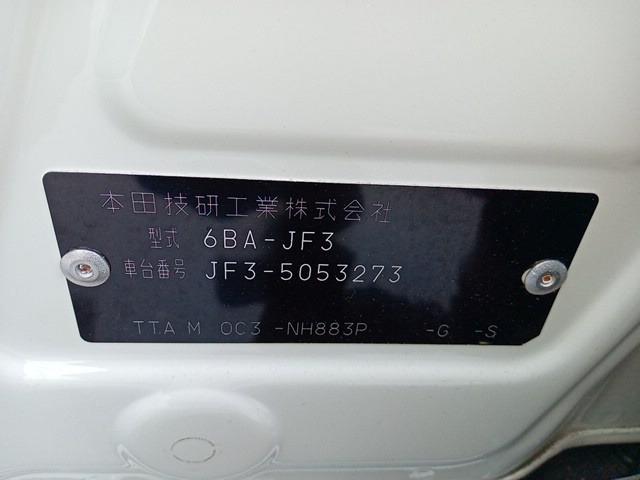 本田技研工業株式会社
型式 6BA-JF3
車台番号 JF3-5053273
TTA M OC3 -NH883P -G -S